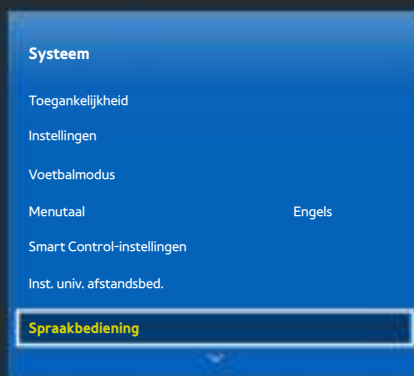 Systeem
Toegankelijkheid
Instellingen
Voetbalmodus
Menutaal Engels
Smart Control-instellingen
Inst. univ. afstandsbed.
Spraakbediening